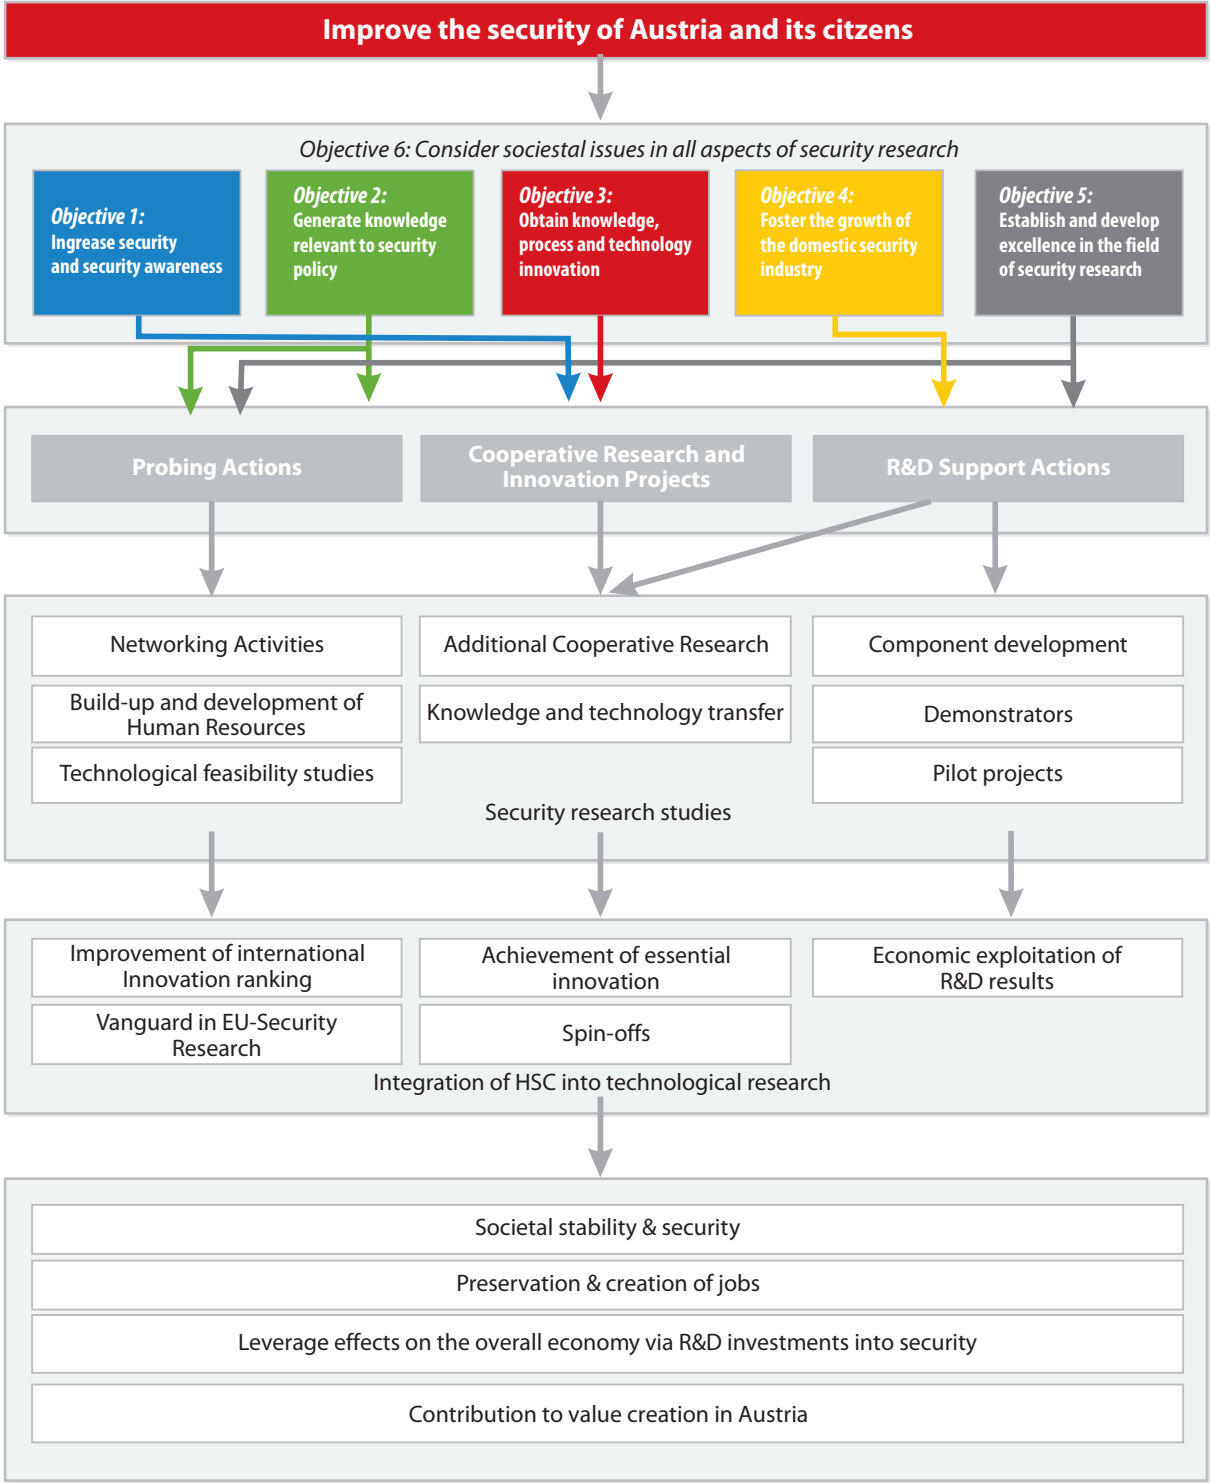 Improve the security of Austria and its citzens
Objective 6: Consider sociestal issues in all aspects of security research
Objective 1:
Ingrease security
and security awareness
Objective 2:
Generate knowledge
relevant to security
policy
Objective 3:
Obtain knowledge,
process and technology
innovation
Objective 4:
Foster the growth of
the domestic security
industry
Objective 5:
Establish and develop
excellence in the field
of security research
Probing Actions
Cooperative Research and
Innovation Projects
R&D Support Actions
Networking Activities
Build-up and development of
Human Resources
Technological feasibility studies
Additional Cooperative Research
Knowledge and technology transfer
Component development
Demonstrators
Pilot projects
Security research studies
Improvement of international
Innovation ranking
Vanguard in EU-Security
Research
Achievement of essential
innovation
Spin-offs
Economic exploitation of
R&D results
Integration of HSC into technological research
Societal stability & security
Preservation & creation of jobs
Leverage effects on the overall economy via R&D investments into security
Contribution to value creation in Austria